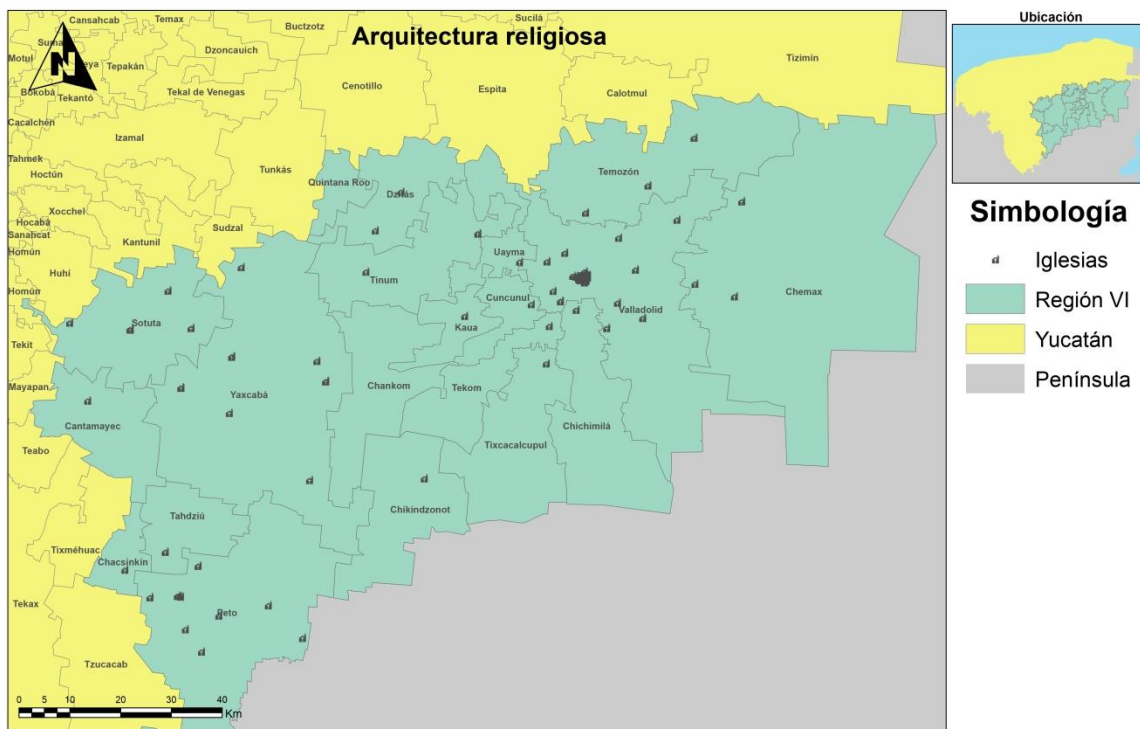 Arquitectura religiosa
Cansahcab
Temax
Buctzotz
Sucilá
Tizimín
Suma
Dzoncauich
Motul
Tepakán
Cenotillo
Espita
Calotmul
Bokobá
Tekantó
Tekal de Venegas
Cacalchén
Izamal
Tahmek
Hoctún
Tunkás
Quintana Roo
Dzitás
Temozón
Xocchel
Hocabá
Sanahcat
Kantunil
Sudzal
Homún
Huhí
Uayma
Tinum
Homún
Cuncunul
Chemax
Sotuta
Kaua
Valladolid
Tekit
Mayapan
Yaxcabá
Chankom
Tekom
Cantamayec
Chichimilá
Teabo
Tixcacalcupul
Chikindzonot
Tahdziú
Tixméhuac
Chacsinkín
Tekax
Peto
Tzucacab
N
0 5 10 20 30 40
Km
Ubicación
Simbología
Iglesias
Región VI
Yucatán
Península